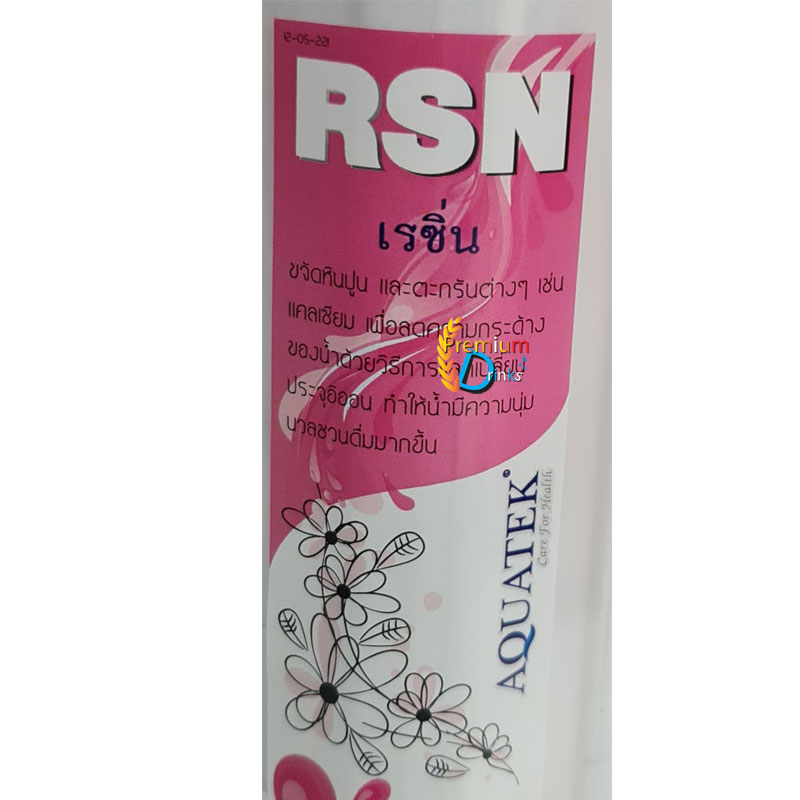 12-05-221
RSN
เรซิ่น
ขจัดหินปูน และตะกรันต่างๆ เช่น
แคลเซียม เพื่อลดความกระด้าง
ของน้ำด้วยวิธีการแลกเปลี่ยน
ประจุอิออน ทำให้น้ำมีความนุ่ม
นวลชวนดื่มมากขึ้น
Premium
Drinks
AQUATEK
Care For Health